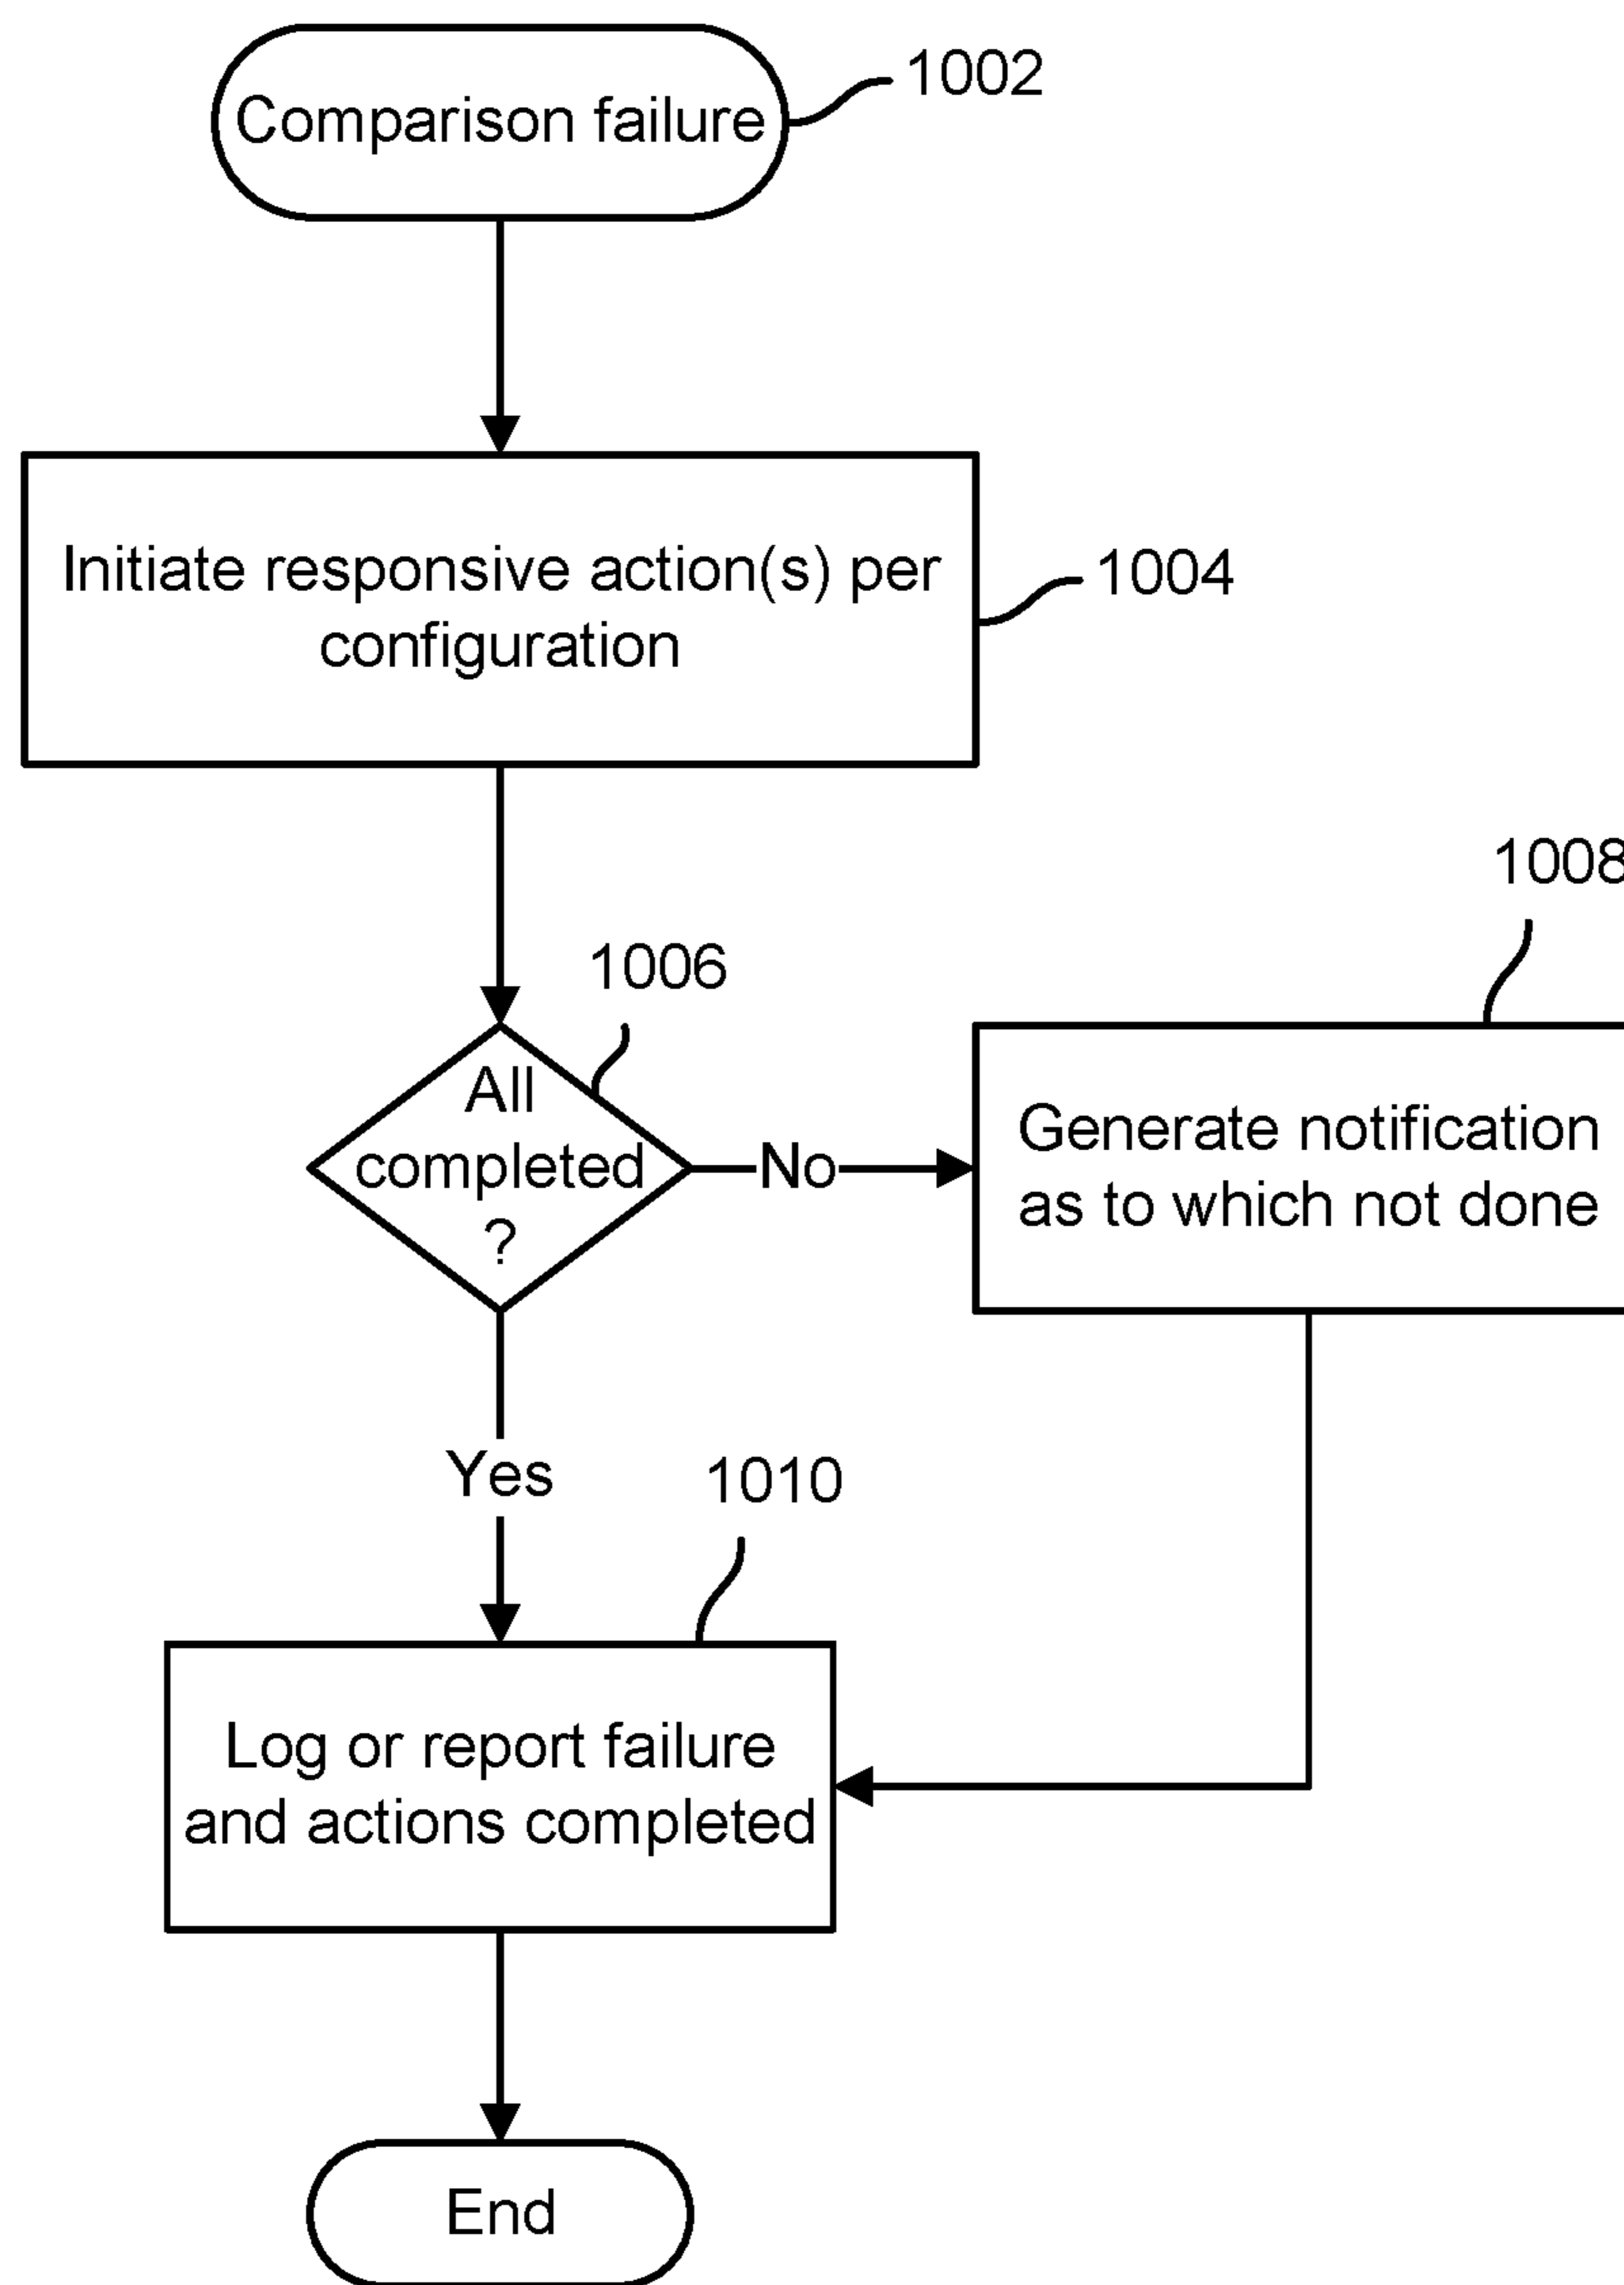 Comparison failure
1002
Initiate responsive action(s) per
configuration
1004
1006
1008
All
completed
?
No
Generate notification
as to which not done
Yes
1010
Log or report failure
and actions completed
End